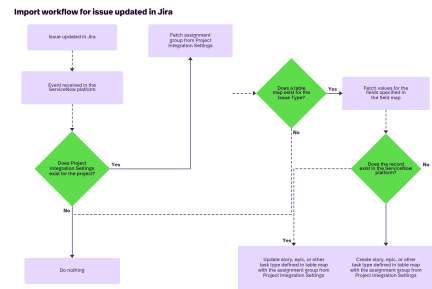 Import workflow for issue updated in Jira
Issue updated in Jira
Fetch assignment
group from Project
Integration Settings
Event received in the
ServiceNow platform
Does a table
map exist for the
Issue Type?
Yes
Fetch values for the
fields specified in
the field map
No
Does Project
Integration Settings
exist for the project?
Yes
Does the record
exist in the ServiceNow
platform?
No
No
Yes
Do nothing
Update story, epic, or other
task type defined in table map
with the assignment group from
Project Integration Settings
Create story, epic, or other
task type defined in table map
with the assignment group from
Project Integration Settings